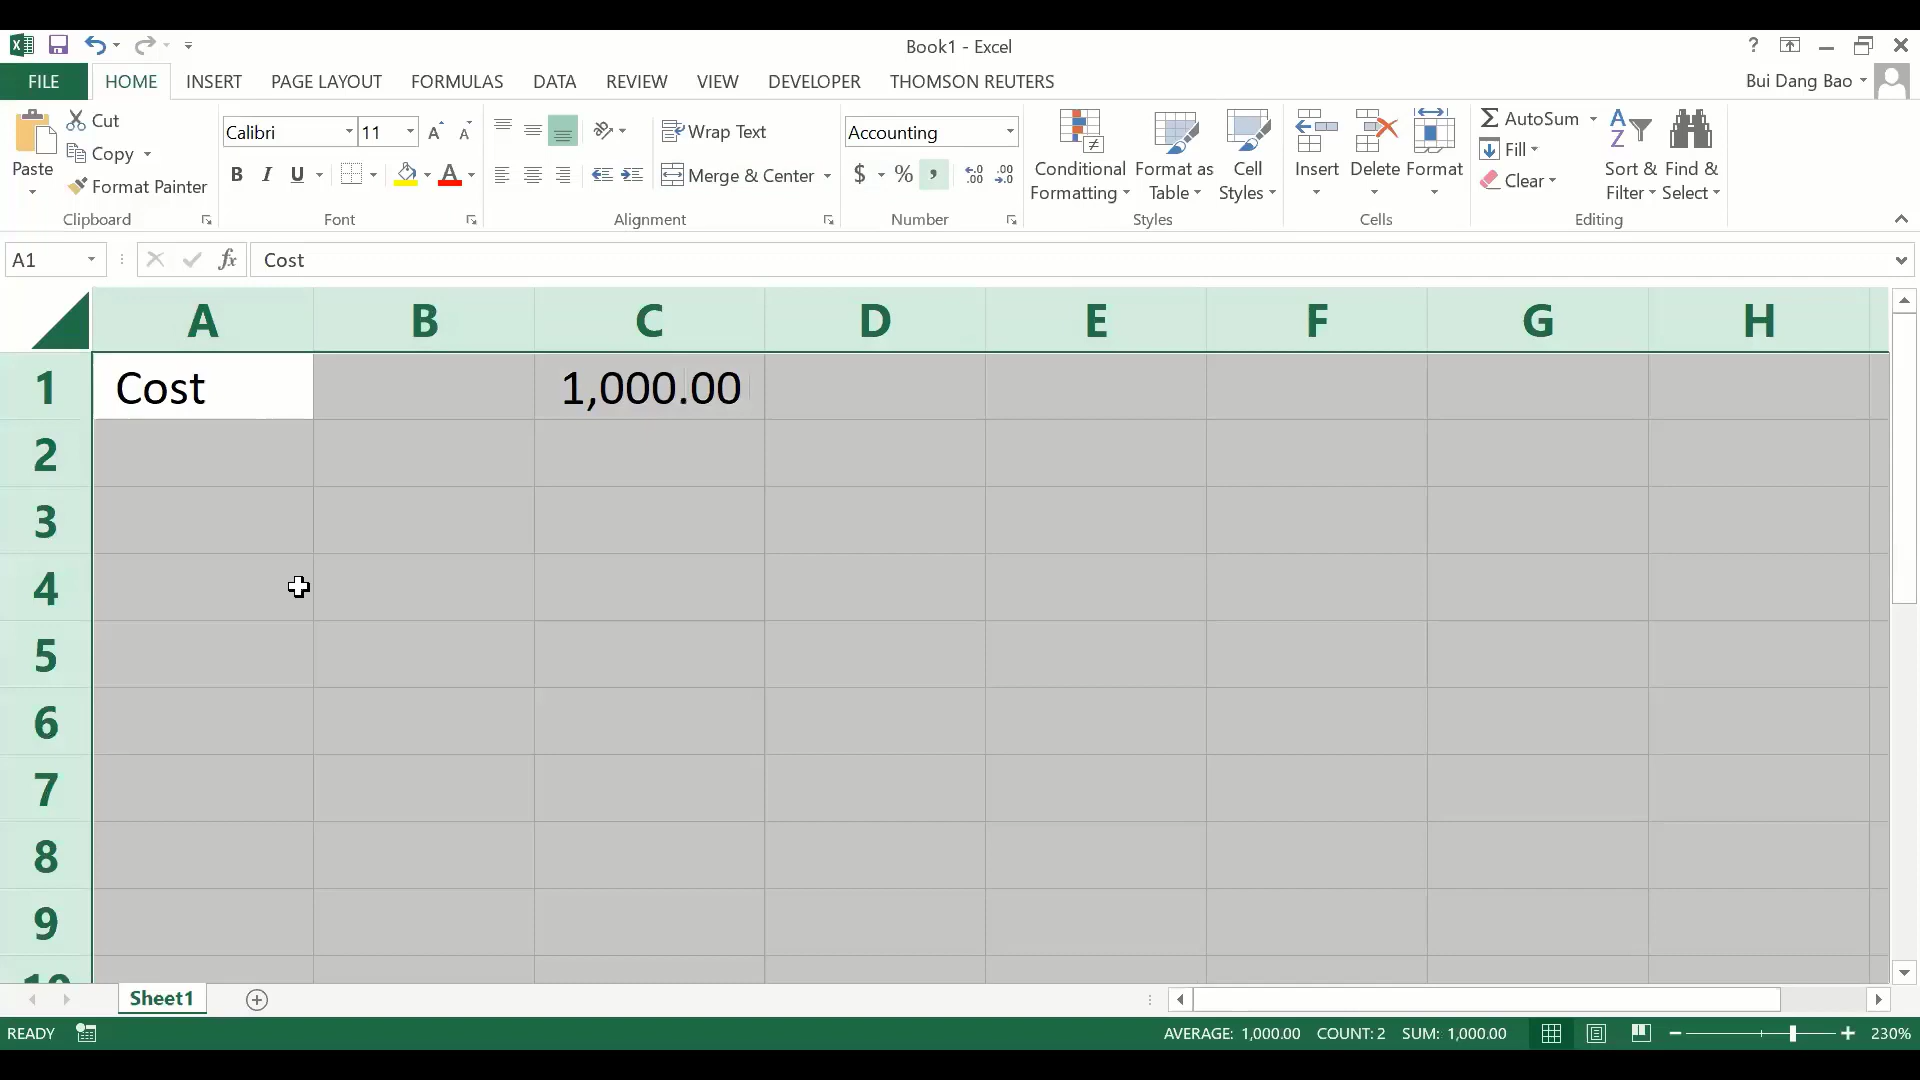 Book1 - Excel
?
FILE HOME INSERT PAGE LAYOUT FORMULAS DATA REVIEW VIEW DEVELOPER THOMSON REUTERS
Bui Dang Bao
Paste
Cut
Copy
Format Painter
Clipboard
Calibri 11
B I U A
Font
Wrap Text
Merge & Center
Alignment
Accounting
$ % , .00 .00
Number
Conditional Formatting
Format as Table
Cell Styles
Styles
Insert
Delete
Format
Cells
AutoSum
Fill
Clear
Sort & Filter
Find & Select
Editing
A1 fx Cost
A B C D E F G H
1 Cost 1,000.00
2
3
4
5
6
7
8
9
10
Sheet1
READY AVERAGE: 1,000.00 COUNT: 2 SUM: 1,000.00 230%